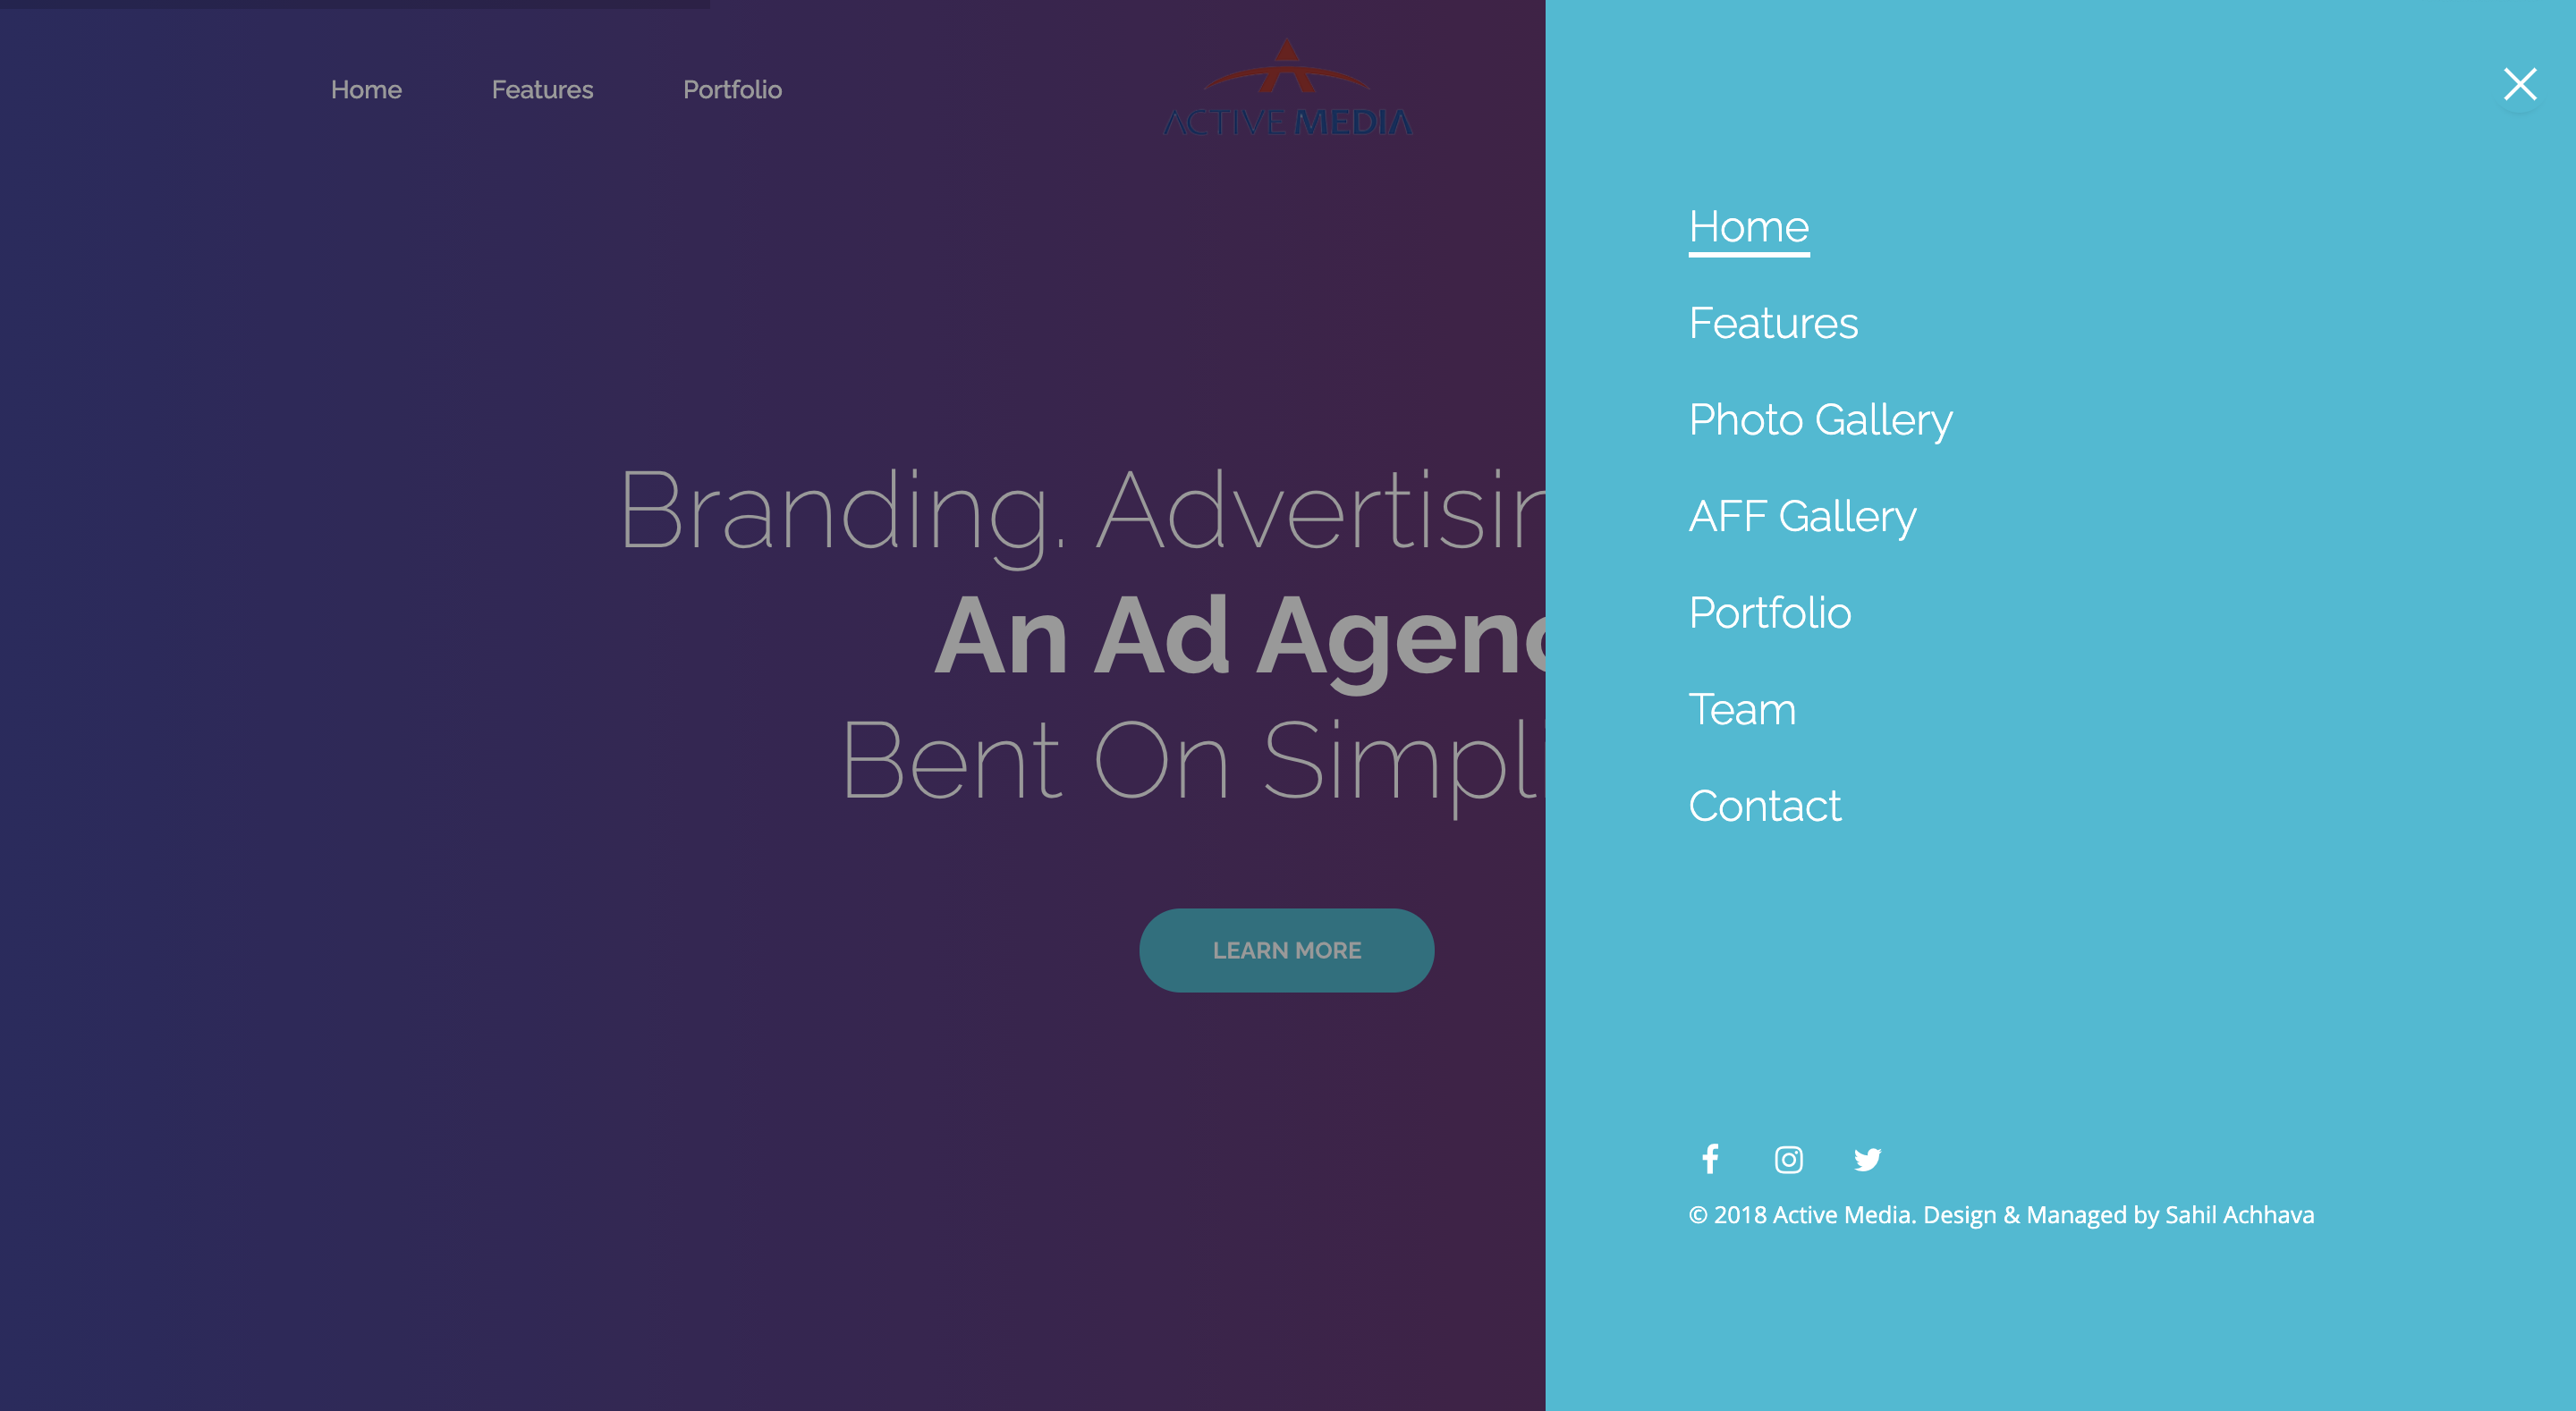 Home
Features
Portfolio
ACTIVE MEDIA
Branding. Advertisin
An Ad Agenc
Bent On Simpl
LEARN MORE
Home
Features
Photo Gallery
AFF Gallery
Portfolio
Team
Contact
© 2018 Active Media. Design & Managed by Sahil Achhava